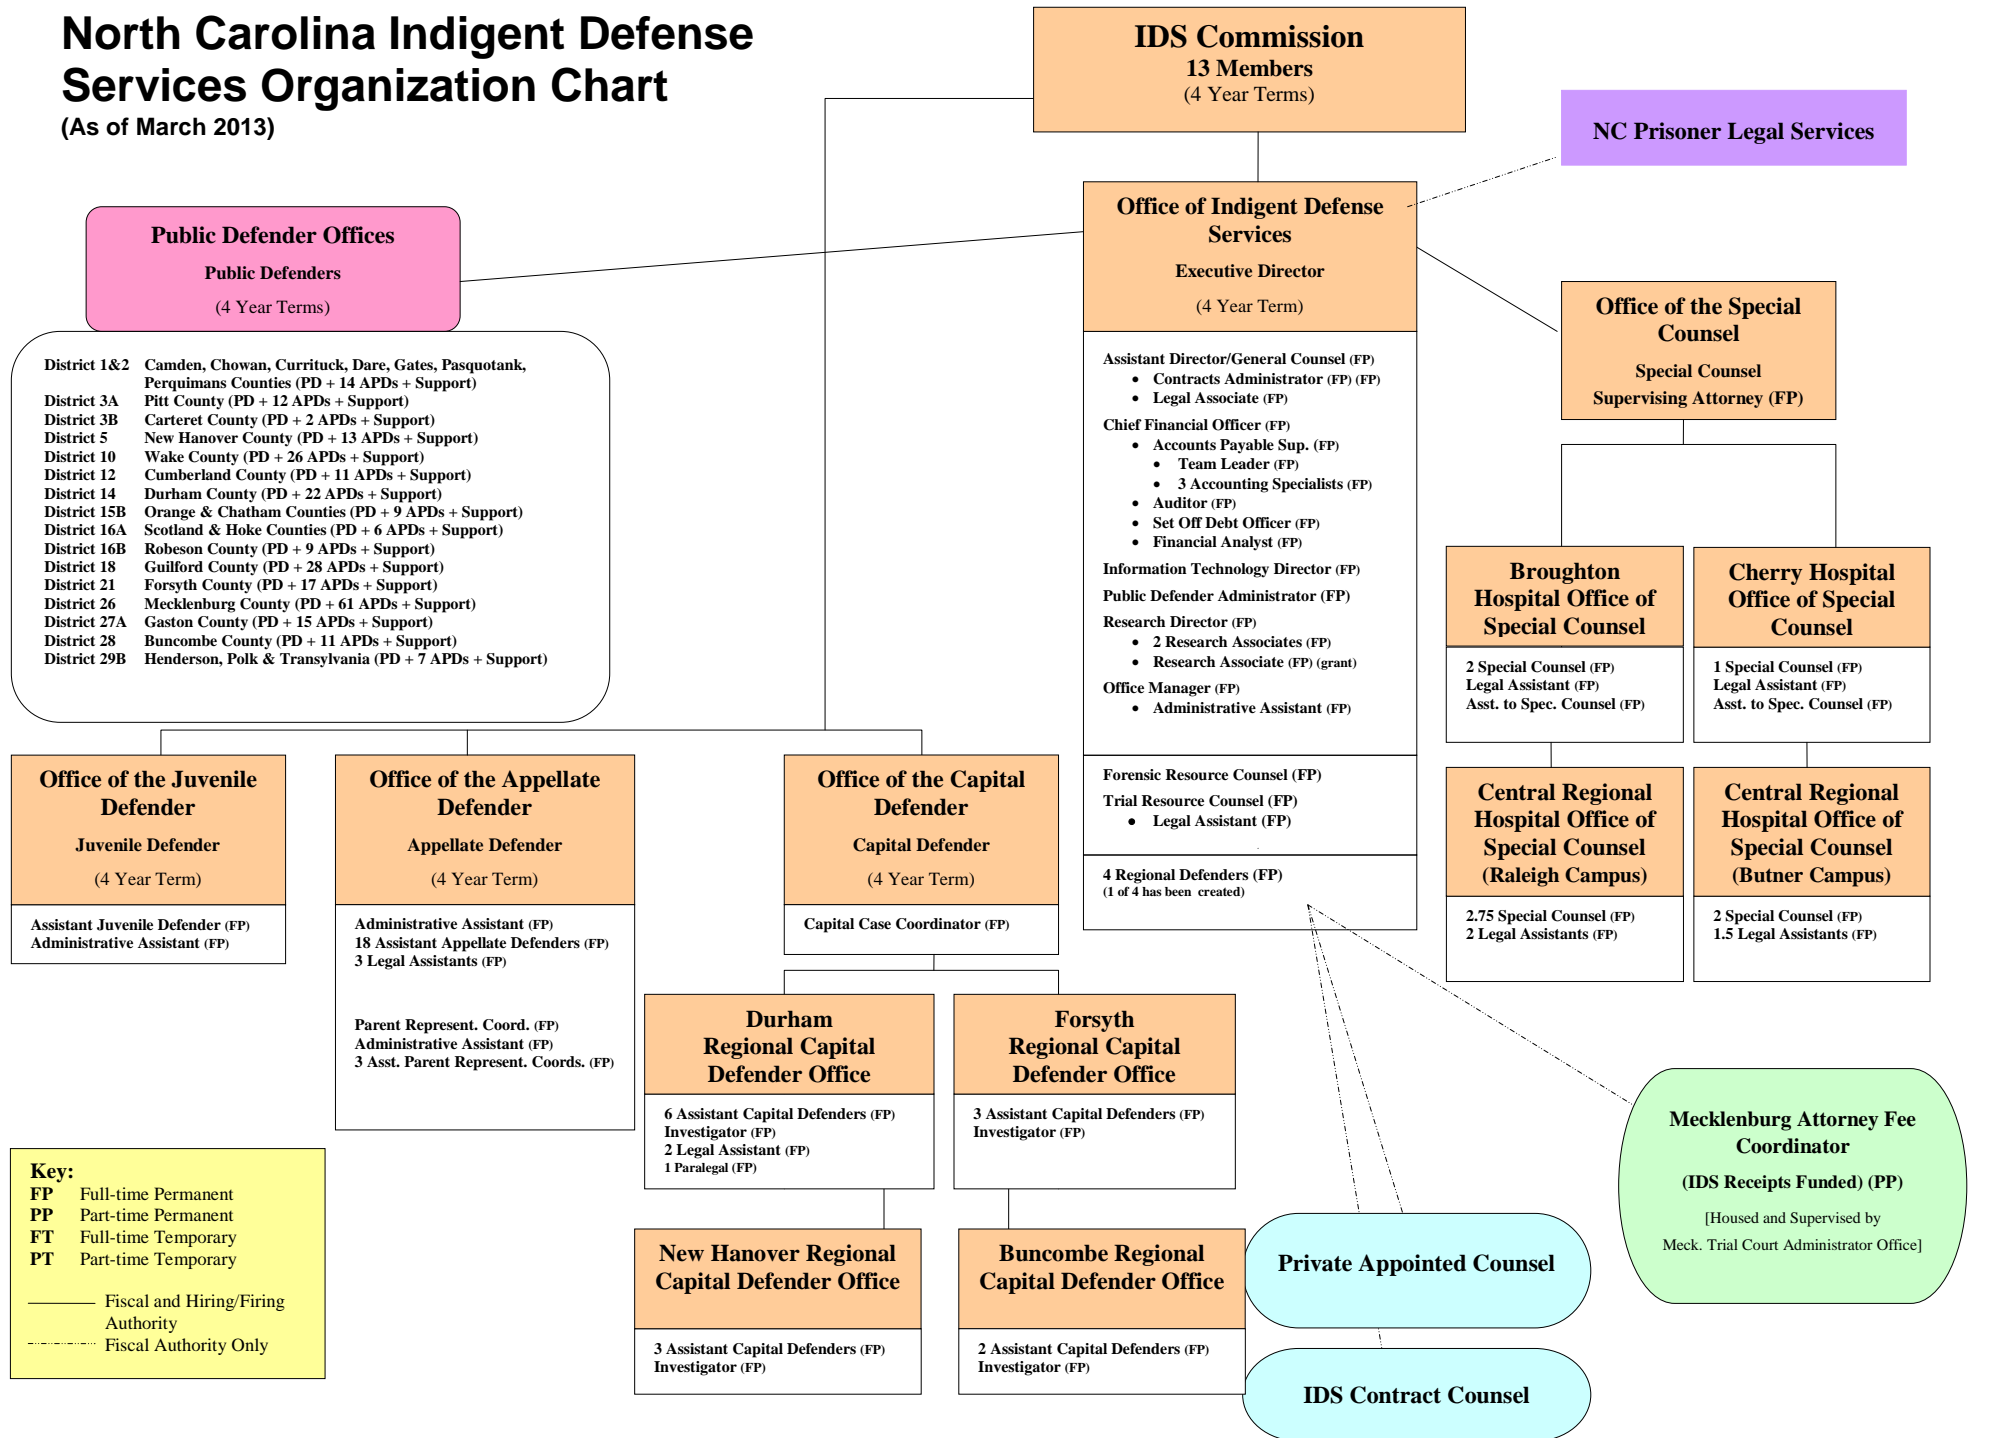 North Carolina Indigent Defense
Services Organization Chart
(As of March 2013)
IDS Commission
13 Members
(4 Year Terms)
NC Prisoner Legal Services
Public Defender Offices
Public Defenders
(4 Year Terms)
District 1&2 Camden, Chowan, Currituck, Dare, Gates, Pasquotank,
Perquimans Counties (PD + 14 APDs + Support)
District 3A Pitt County (PD + 12 APDs + Support)
District 3B Carteret County (PD + 2 APDs + Support)
District 5 New Hanover County (PD + 13 APDs + Support)
District 10 Wake County (PD + 26 APDs + Support)
District 12 Cumberland County (PD + 11 APDs + Support)
District 14 Durham County (PD + 22 APDs + Support)
District 15B Orange & Chatham Counties (PD + 9 APDs + Support)
District 16A Scotland & Hoke Counties (PD + 6 APDs + Support)
District 16B Robeson County (PD + 9 APDs + Support)
District 18 Guilford County (PD + 28 APDs + Support)
District 21 Forsyth County (PD + 17 APDs + Support)
District 26 Mecklenburg County (PD + 61 APDs + Support)
District 27A Gaston County (PD + 15 APDs + Support)
District 28 Buncombe County (PD + 11 APDs + Support)
District 29B Henderson, Polk & Transylvania (PD + 7 APDs + Support)
Office of Indigent Defense
Services
Executive Director
(4 Year Term)
Assistant Director/General Counsel (FP)
• Contracts Administrator (FP) (FP)
• Legal Associate (FP)
Chief Financial Officer (FP)
• Accounts Payable Sup. (FP)
• Team Leader (FP)
• 3 Accounting Specialists (FP)
• Auditor (FP)
• Set Off Debt Officer (FP)
• Financial Analyst (FP)
Information Technology Director (FP)
Public Defender Administrator (FP)
Research Director (FP)
• 2 Research Associates (FP)
• Research Associate (FP) (grant)
Office Manager (FP)
• Administrative Assistant (FP)
Forensic Resource Counsel (FP)
Trial Resource Counsel (FP)
• Legal Assistant (FP)
4 Regional Defenders (FP)
(1 of 4 has been created)
Office of the Special
Counsel
Special Counsel
Supervising Attorney (FP)
Broughton
Hospital Office of
Special Counsel
2 Special Counsel (FP)
Legal Assistant (FP)
Asst. to Spec. Counsel (FP)
Cherry Hospital
Office of Special
Counsel
1 Special Counsel (FP)
Legal Assistant (FP)
Asst. to Spec. Counsel (FP)
Central Regional
Hospital Office of
Special Counsel
(Raleigh Campus)
2.75 Special Counsel (FP)
2 Legal Assistants (FP)
Central Regional
Hospital Office of
Special Counsel
(Butner Campus)
2 Special Counsel (FP)
1.5 Legal Assistants (FP)
Office of the Juvenile
Defender
Juvenile Defender
(4 Year Term)
Assistant Juvenile Defender (FP)
Administrative Assistant (FP)
Office of the Appellate
Defender
Appellate Defender
(4 Year Term)
Administrative Assistant (FP)
18 Assistant Appellate Defenders (FP)
3 Legal Assistants (FP)
Parent Represent. Coord. (FP)
Administrative Assistant (FP)
3 Asst. Parent Represent. Coords. (FP)
Office of the Capital
Defender
Capital Defender
(4 Year Term)
Capital Case Coordinator (FP)
Durham
Regional Capital
Defender Office
6 Assistant Capital Defenders (FP)
Investigator (FP)
2 Legal Assistant (FP)
1 Paralegal (FP)
Forsyth
Regional Capital
Defender Office
3 Assistant Capital Defenders (FP)
Investigator (FP)
New Hanover Regional
Capital Defender Office
3 Assistant Capital Defenders (FP)
Investigator (FP)
Buncombe Regional
Capital Defender Office
2 Assistant Capital Defenders (FP)
Investigator (FP)
Private Appointed Counsel
IDS Contract Counsel
Mecklenburg Attorney Fee
Coordinator
(IDS Receipts Funded) (PP)
[Housed and Supervised by
Meck. Trial Court Administrator Office]
Key:
FP Full-time Permanent
PP Part-time Permanent
FT Full-time Temporary
PT Part-time Temporary
Fiscal and Hiring/Firing
Authority
Fiscal Authority Only